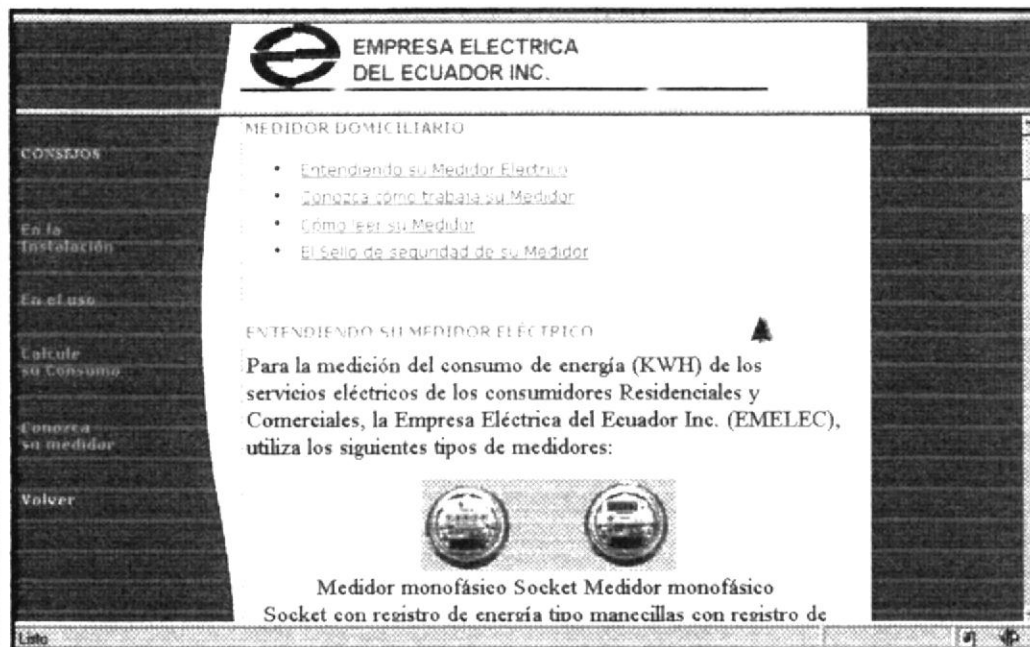 EMPRESA ELECTRICA
DEL ECUADOR INC.
MEDIDOR DOMICILIARIO
CONSEJOS
En la
Instalación
En el uso
Calcule
su Consumo
Conozca
su medidor
Volver
• Entendiendo su Medidor Electrico
• Conozca cómo trabaja su Medidor
• Cómo leer su Medidor
• El Sello de seguridad de su Medidor
ENTENDIENDO SU MEDIDOR ELÉCTRICO
Para la medición del consumo de energía (KWH) de los
servicios eléctricos de los consumidores Residenciales y
Comerciales, la Empresa Eléctrica del Ecuador Inc. (EMELEC),
utiliza los siguientes tipos de medidores:
Medidor monofásico Socket Medidor monofásico
Socket con registro de energía tipo manecillas con registro de
Listo